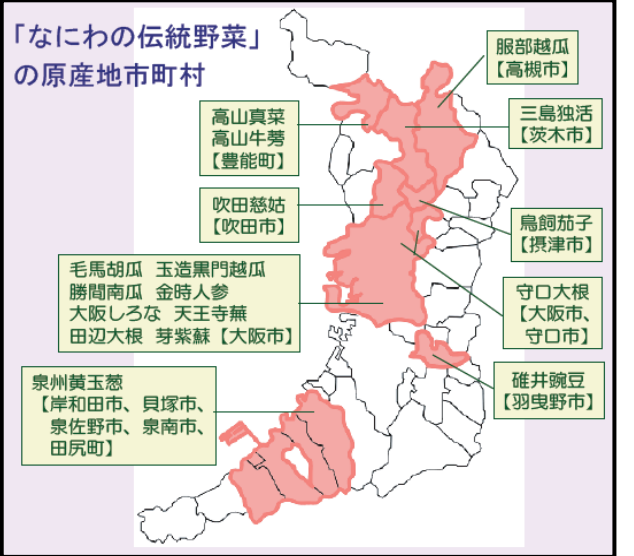 「なにわの伝統野菜」
の原産地市町村
服部越瓜
【高槻市】
高山真菜
高山牛蒡
【豊能町】
三島独活
【茨木市】
吹田慈姑
【吹田市】
鳥飼茄子
【摂津市】
毛馬胡瓜 玉造黒門越瓜
勝間南瓜 金時人参
大阪しろな 天王寺蕪
田辺大根 芽紫蘇【大阪市】
守口大根
【大阪市、
守口市】
碓井豌豆
【羽曳野市】
泉州黄玉葱
【岸和田市、貝塚市、
泉佐野市、泉南市、
田尻町】